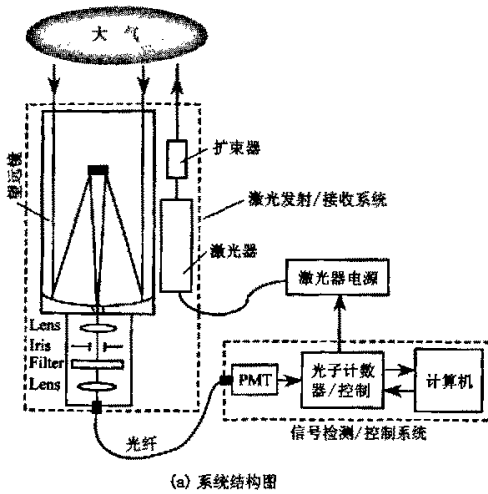 大 气
望远镜
扩束器
激光发射/接收系统
激光器
激光器电源
Lens
Iris
Filter
Lens
PMT
光子计数
器/控制
计算机
光纤
信号检测/控制系统
(a) 系统结构图